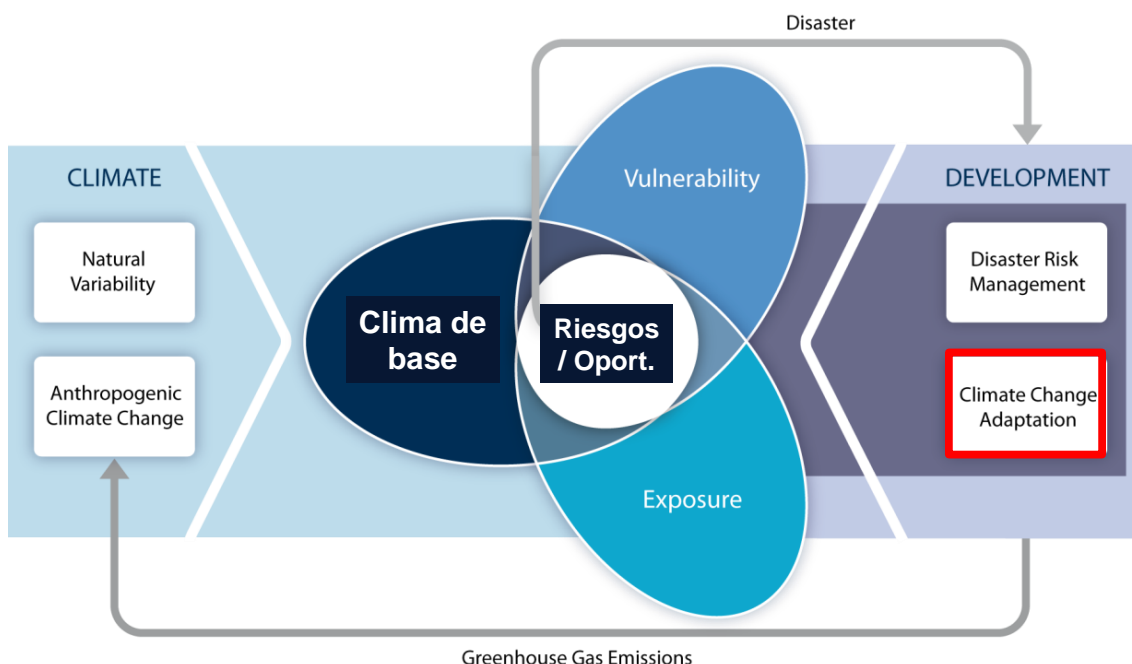 Disaster
CLIMATE
Natural
Variability
Anthropogenic
Climate Change
Vulnerability
Clima de
base
Riesgos
/ Oport.
Exposure
DEVELOPMENT
Disaster Risk
Management
Climate Change
Adaptation
Greenhouse Gas Emissions